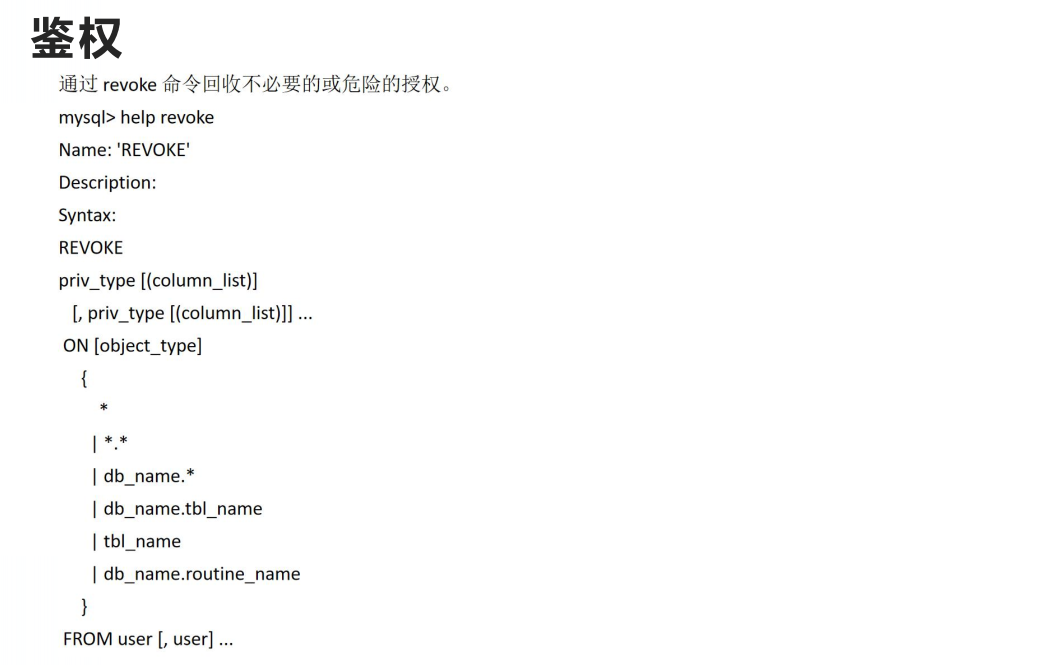 鉴权
通过 revoke 命令回收不必要的或危险的授权。
mysql> help revoke
Name: 'REVOKE'
Description:
Syntax:
REVOKE
priv_type [(column_list)]
[, priv_type [(column_list)]] ...
ON [object_type]
{
*
| *.*
| db_name.*
| db_name.tbl_name
| tbl_name
| db_name.routine_name
}
FROM user [, user] ...